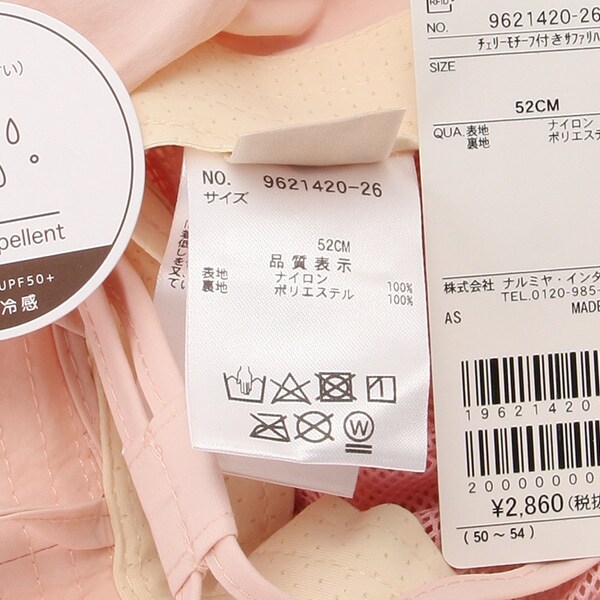 い)
pellent
UPF50+
冷感
NO. 9621420-26
サイズ
52CM
品質表示
表地 ナイロン 100%
裏地 ポリエステル 100%
W
RFID
NO. 9621420-26
チェリーモチーフ付きサファリハ
SIZE
52CM
QUA. 表地 ナイロン
裏地 ポリエステ
株式会社 ナルミヤ・インタ
TEL.0120-985-
AS MADE
19621420
20000000
¥2,860(税抜
(50～54)